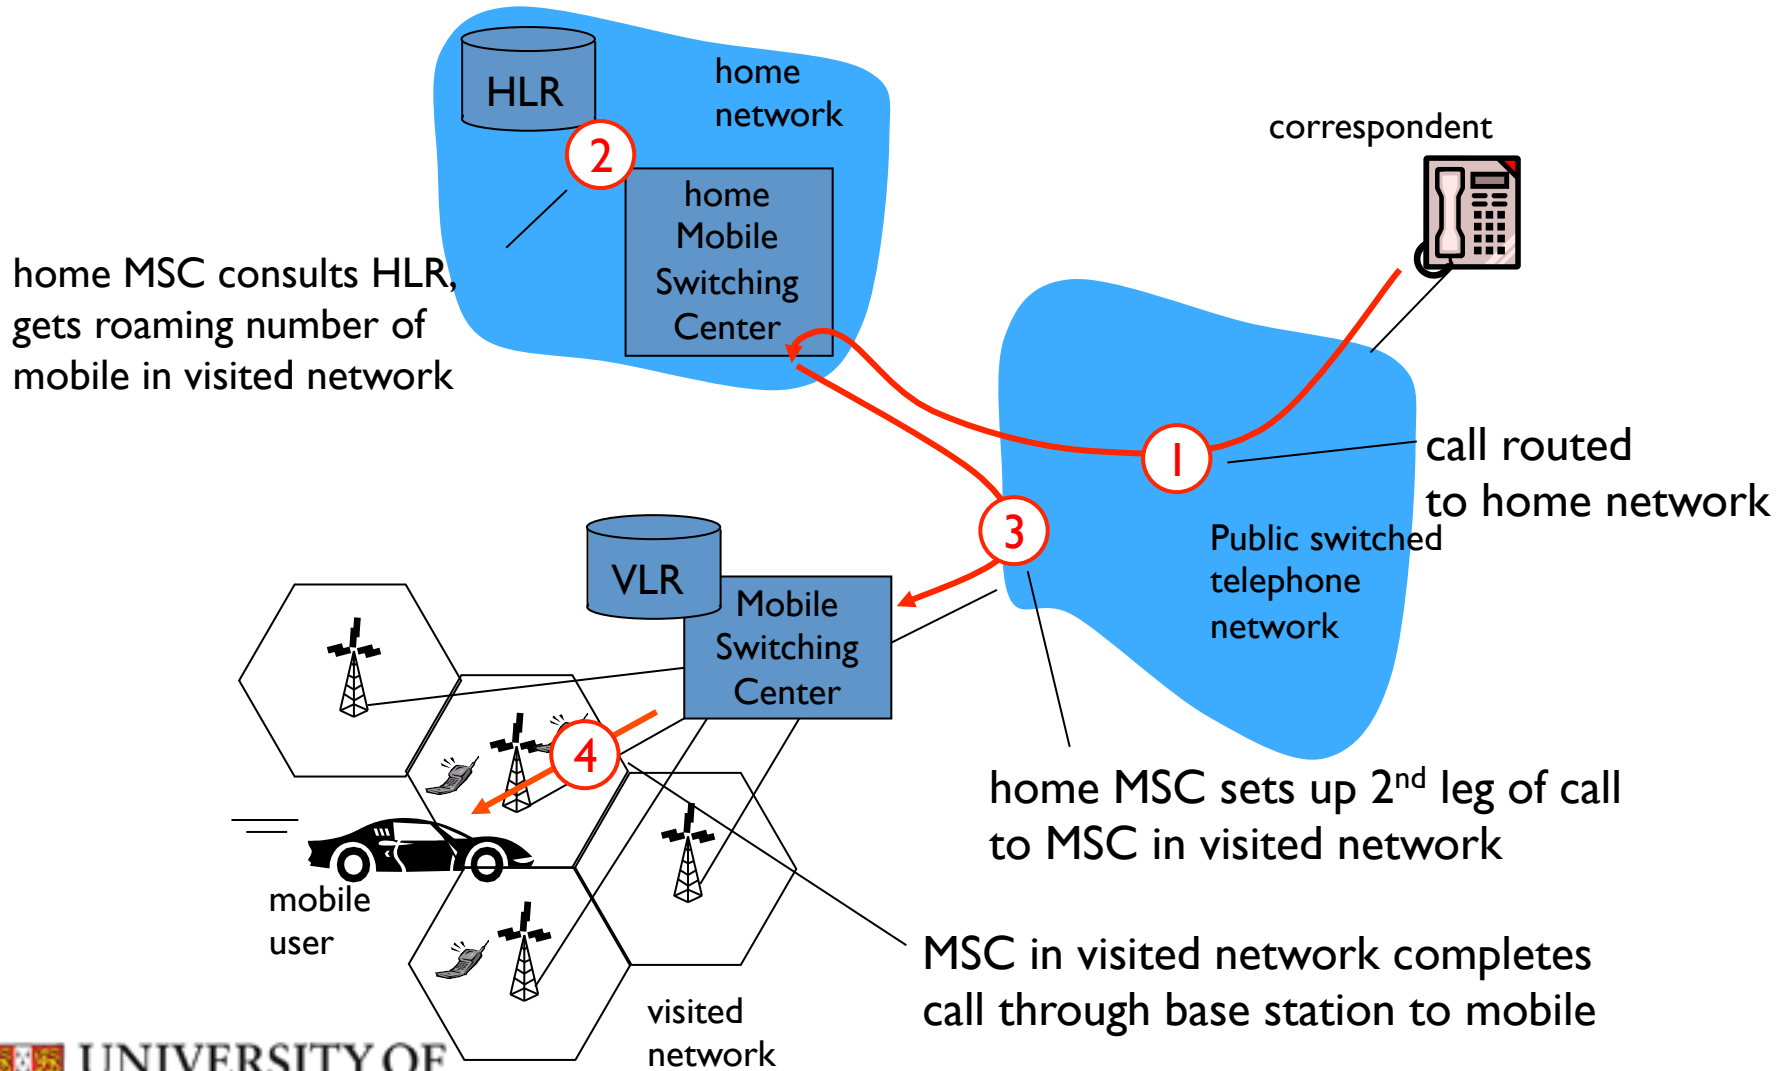 HLR
home
network
2
home
Mobile
Switching
Center
correspondent
home MSC consults HLR,
gets roaming number of
mobile in visited network
1
call routed
to home network
3
Public switched
telephone
network
VLR
Mobile
Switching
Center
4
home MSC sets up 2nd leg of call
to MSC in visited network
mobile
user
MSC in visited network completes
call through base station to mobile
visited
network
UNIVERSITY OF